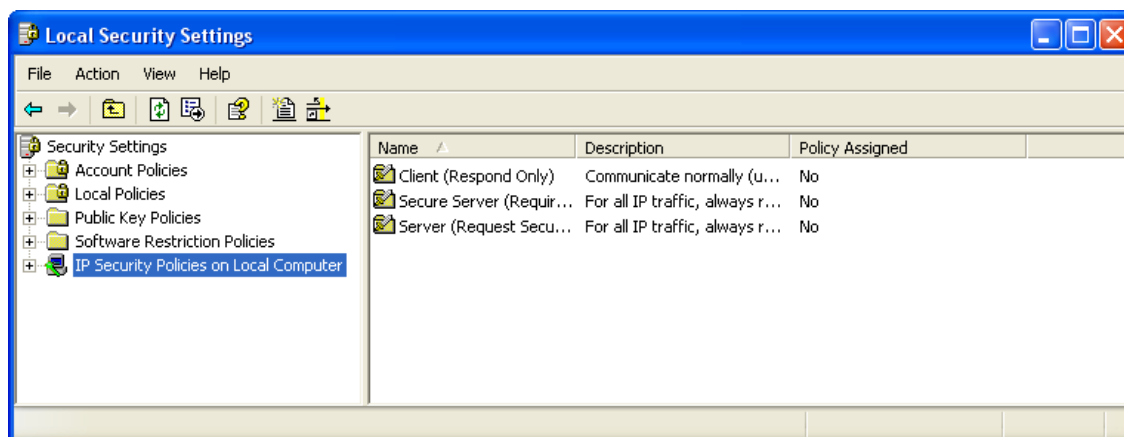 Local Security Settings
File Action View Help
Security Settings
Account Policies
Local Policies
Public Key Policies
Software Restriction Policies
IP Security Policies on Local Computer
Name Description Policy Assigned
Client (Respond Only) Communicate normally (u... No
Secure Server (Requir... For all IP traffic, always r... No
Server (Request Secu... For all IP traffic, always r... No